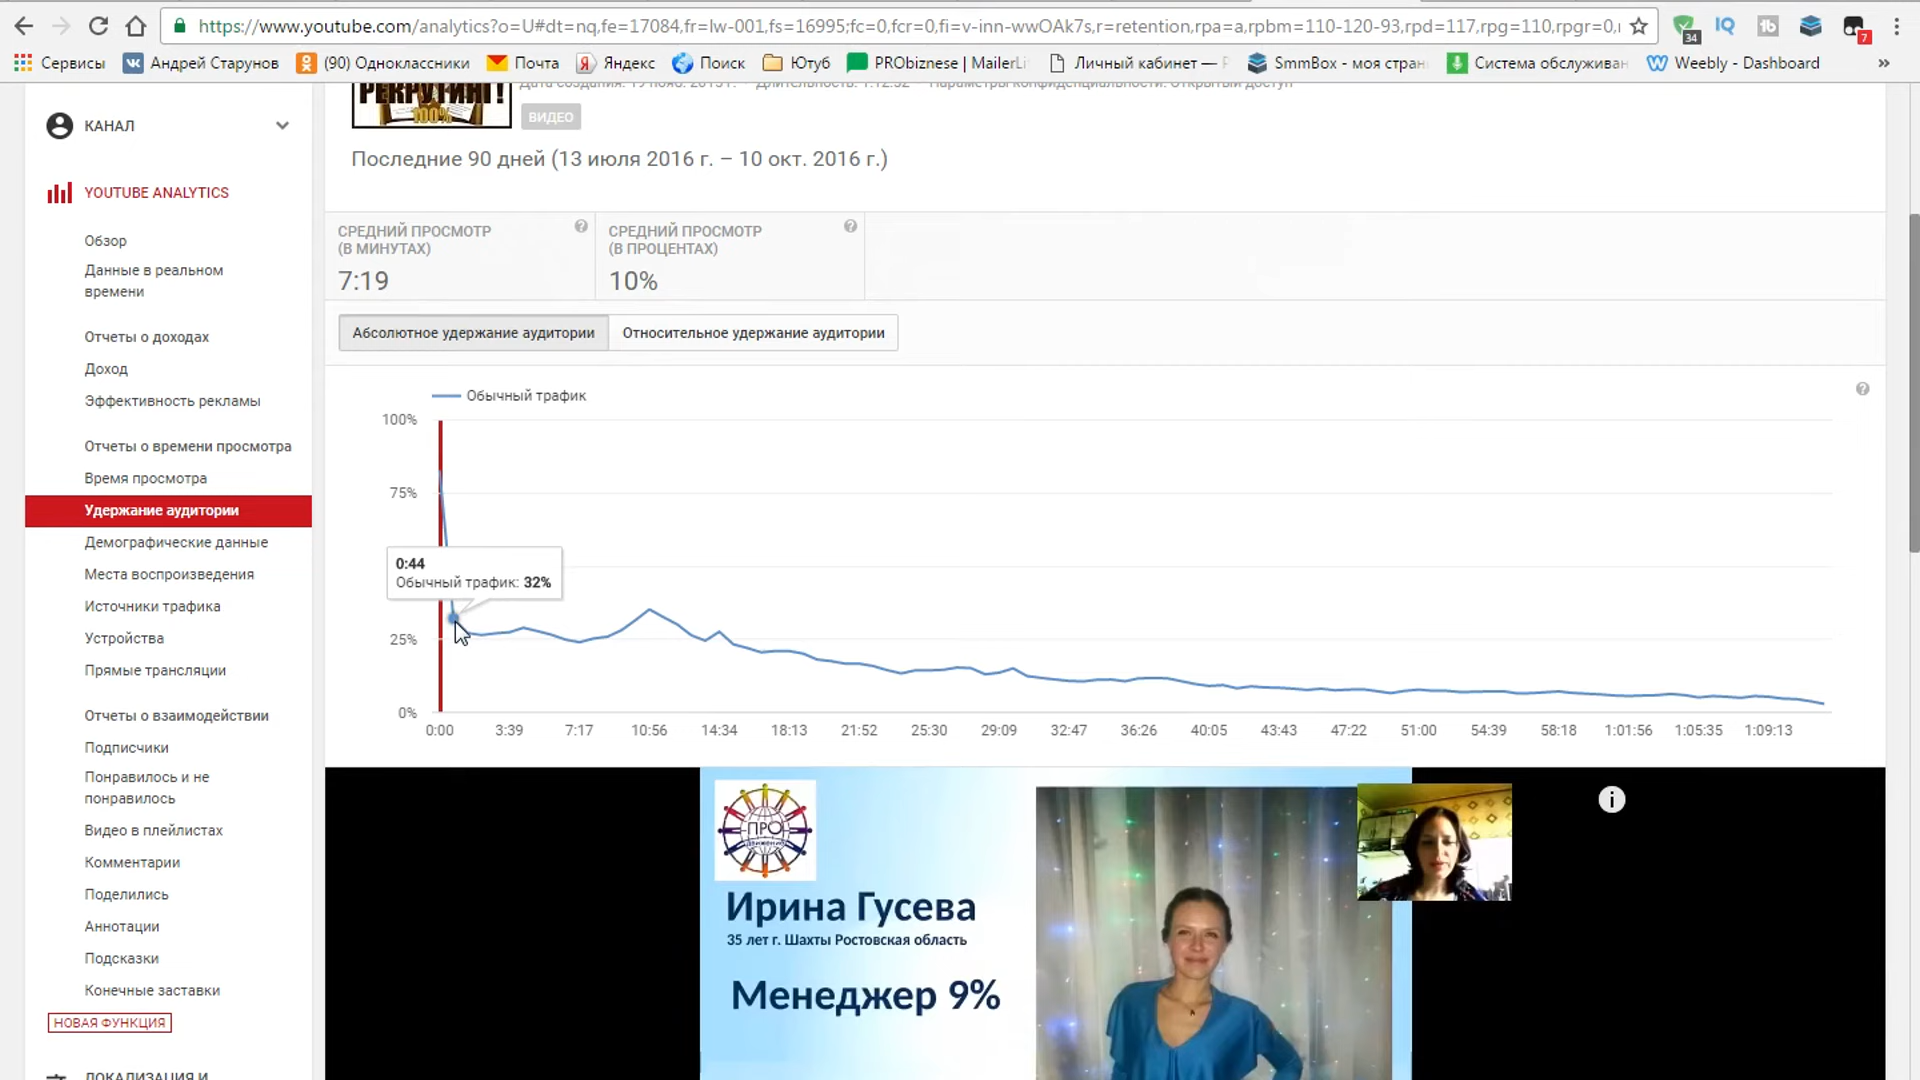 https://www.youtube.com/analytics?o=U#dt=nq,fe=17084,fr=lw-001,fs=16995;fc=0,fcr=0,fi=v-inn-wwOAk7s,r=retention,rpa=a,rpbm=110-120-93,rpd=117,rpg=110,rpgr=0,
34
IQ
7
Сервисы
Андрей Старунов
(90) Одноклассники
Почта
Яндекс
Поиск
Ютуб
PRObiznese | MailerLi
Личный кабинет —
SmmBox - моя стран
Система обслуживан
Weebly - Dashboard
»
КАНАЛ
YOUTUBE ANALYTICS
Обзор
Данные в реальном
времени
Отчеты о доходах
Доход
Эффективность рекламы
Отчеты о времени просмотра
Время просмотра
Удержание аудитории
Демографические данные
Места воспроизведения
Источники трафика
Устройства
Прямые трансляции
Отчеты о взаимодействии
Подписчики
Понравилось и не
понравилось
Видео в плейлистах
Комментарии
Поделились
Аннотации
Подсказки
Конечные заставки
НОВАЯ ФУНКЦИЯ
ЛОКАЛИЗАЦИЯ И
РЕКРУТИНГ!
100%
ВИДЕО
Последние 90 дней (13 июля 2016 г. – 10 окт. 2016 г.)
СРЕДНИЙ ПРОСМОТР
(В МИНУТАХ)
7:19
СРЕДНИЙ ПРОСМОТР
(В ПРОЦЕНТАХ)
10%
Абсолютное удержание аудитории
Относительное удержание аудитории
Обычный трафик
100%
75%
25%
0%
0:44
Обычный трафик: 32%
0:00 3:39 7:17 10:56 14:34 18:13 21:52 25:30 29:09 32:47 36:26 40:05 43:43 47:22 51:00 54:39 58:18 1:01:56 1:05:35 1:09:13
ПРО
движение
Ирина Гусева
35 лет г. Шахты Ростовская область
Менеджер 9%